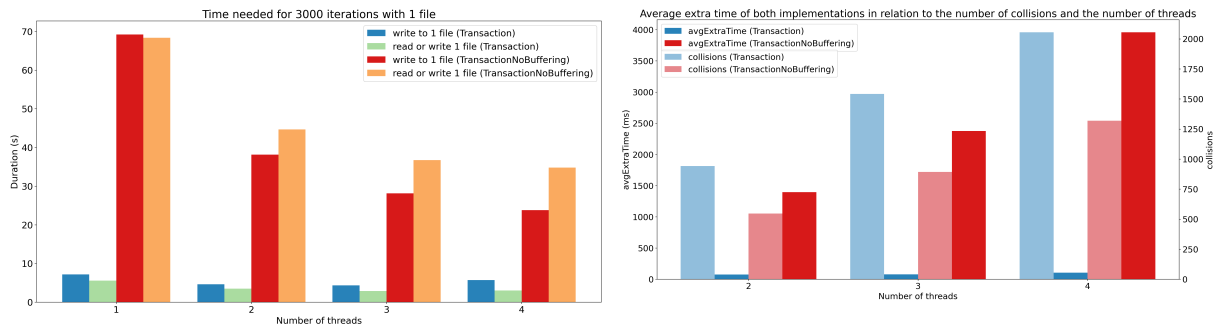 Time needed for 3000 iterations with 1 file
70
60
50
40
30
20
10
0
Duration (s)
write to 1 file (Transaction)
read or write 1 file (Transaction)
write to 1 file (TransactionNoBuffering)
read or write 1 file (TransactionNoBuffering)
1
2
3
4
Number of threads
Average extra time of both implementations in relation to the number of collisions and the number of threads
4000
3500
3000
2500
2000
1500
1000
500
0
avgExtraTime (ms)
avgExtraTime (Transaction)
avgExtraTime (TransactionNoBuffering)
collisions (Transaction)
collisions (TransactionNoBuffering)
2
3
4
Number of threads
2000
1750
1500
1250
1000
750
500
250
0
collisions